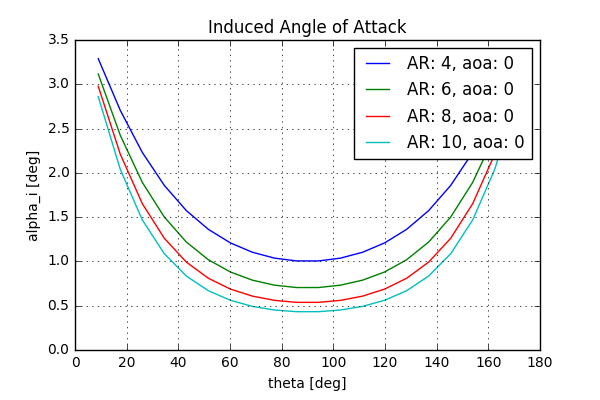 Induced Angle of Attack
AR: 4, aoa: 0
AR: 6, aoa: 0
AR: 8, aoa: 0
AR: 10, aoa: 0
alpha_i [deg]
3.5
3.0
2.5
2.0
1.5
1.0
0.5
0.0
0 20 40 60 80 100 120 140 160 180
theta [deg]